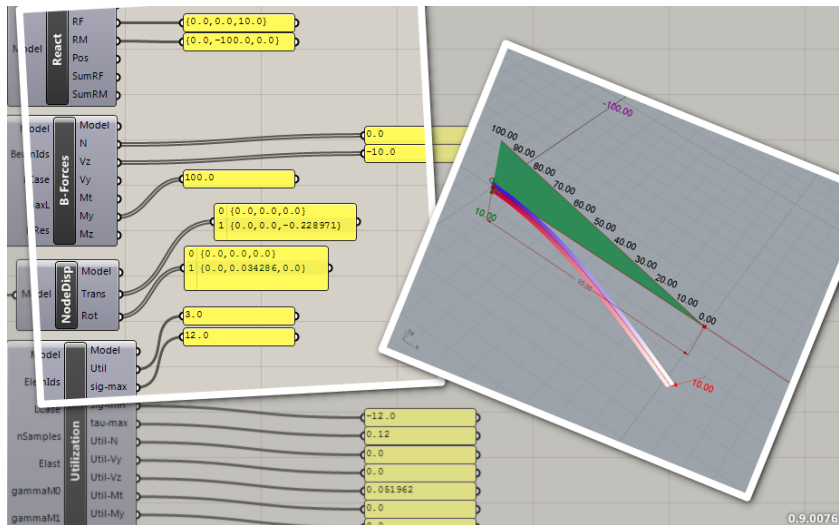 RF
{0.0,0.0,10.0}
RM
{0.0,-100.0,0.0}
Model
React
Pos
SumRF
SumRM
Model
Model
N
0.0
BeamIds
Vz
-10.0
LCase
Vy
100.0
Mt
B-Forces
My
Mz
0 {0.0,0.0,0.0}
1 {0.0,0.0,-0.228971}
0 {0.0,0.0,0.0}
1 {0.0,0.034286,0.0}
Model
Model
NodeDisp
Trans
Rot
3.0
12.0
Model
Model
Util
ElemIds
sig-max
LCase
sig-min
-12.0
tau-max
0.12
nSamples
Util-N
0.0
Utilization
Elast
Util-Vy
0.0
Util-Vz
0.051962
gammaM0
Util-Mt
0.0
gammaM1
Util-My
-100.00
100.00
90.00
80.00
70.00
60.00
50.00
40.00
30.00
20.00
10.00
0.00
10.00
10.00
-10.00
0.9.0076